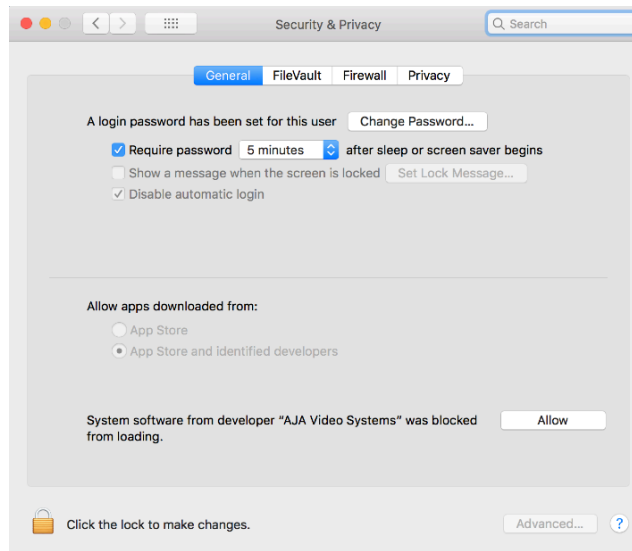 Security & Privacy
Search
General FileVault Firewall Privacy
A login password has been set for this user Change Password...
Require password 5 minutes after sleep or screen saver begins
Show a message when the screen is locked Set Lock Message...
Disable automatic login
Allow apps downloaded from:
App Store
App Store and identified developers
System software from developer “AJA Video Systems” was blocked Allow
from loading.
Click the lock to make changes. Advanced... ?